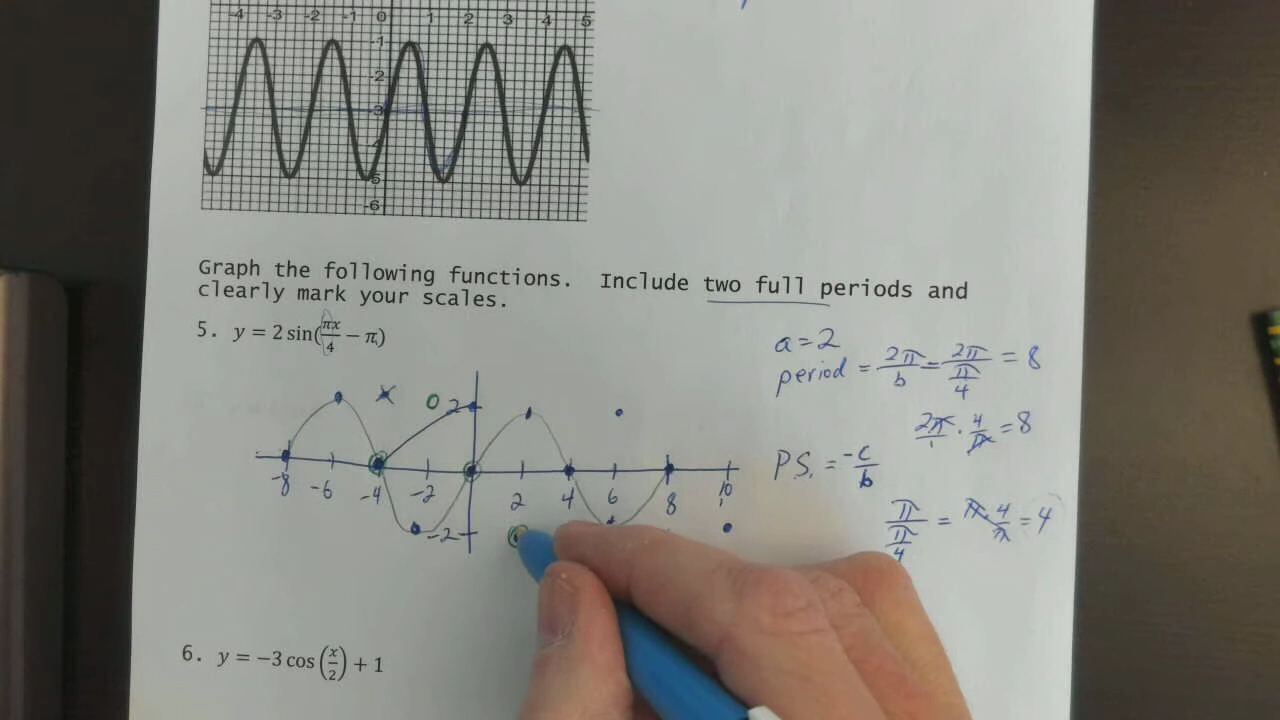 -4 -3 -2 -1 0 1 2 3 4 5
-1
-2
-3
-4
-5
-6
Graph the following functions. Include two full periods and
clearly mark your scales.
5. y = 2 sin(πx/4 − π)
a = 2
period = 2π/b = 2π/(π/4) = 8
2π/1 · 4/π = 8
P.S. = -c/b
π/(π/4) = π·4/π = 4
2
-8 -6 -4 -2 2 4 6 8 10
-2
6. y = −3 cos(x/2) + 1